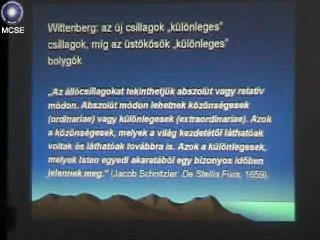 MCSE
Wittenberg: az új csillagok „különleges”
csillagok, míg az üstökösök „különleges”
bolygók
„Az állócsillagokat tekinthetjük abszolút vagy relatív
módon. Abszolút módon lehetnek közönségesek
(ordinariae) vagy különlegesek (extraordinariae). Azok
a közönségesek, melyek a világ kezdetétől láthatóak
voltak és láthatóak továbbra is. Azok a különlegesek,
melyek Isten egyedi akaratából egy bizonyos időben
jelennek meg.” (Jacob Schnitzler: De Stellis Fixis, 1659)